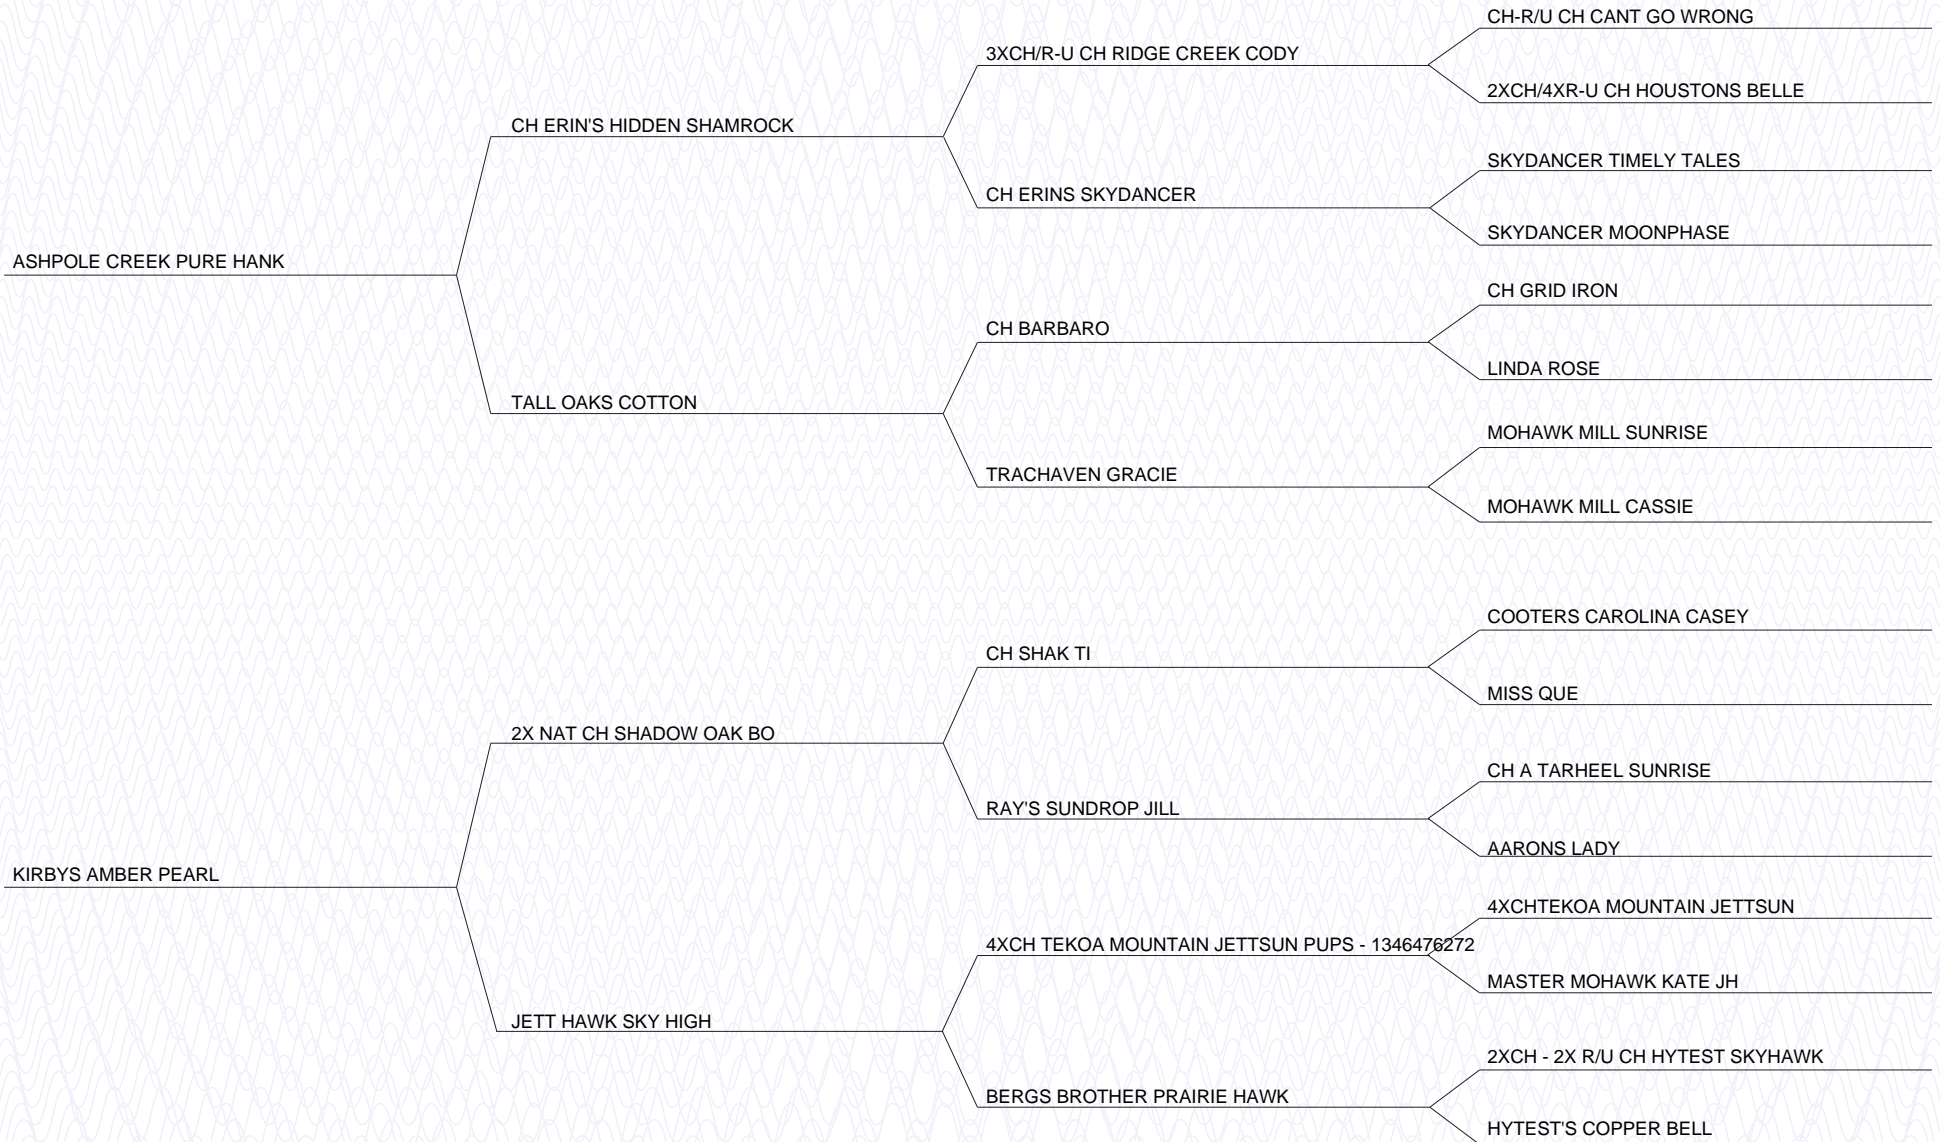 CH-R/U CH CANT GO WRONG
3XCH/R-U CH RIDGE CREEK CODY
2XCH/4XR-U CH HOUSTONS BELLE
CH ERIN'S HIDDEN SHAMROCK
SKYDANCER TIMELY TALES
CH ERINS SKYDANCER
SKYDANCER MOONPHASE
ASHPOLE CREEK PURE HANK
CH GRID IRON
CH BARBARO
LINDA ROSE
TALL OAKS COTTON
MOHAWK MILL SUNRISE
TRACHAVEN GRACIE
MOHAWK MILL CASSIE
COOTERS CAROLINA CASEY
CH SHAK TI
MISS QUE
2X NAT CH SHADOW OAK BO
CH A TARHEEL SUNRISE
RAY'S SUNDROP JILL
AARONS LADY
KIRBYS AMBER PEARL
4XCHTEKOA MOUNTAIN JETTSUN
4XCH TEKOA MOUNTAIN JETTSUN PUPS - 1346476272
MASTER MOHAWK KATE JH
JETT HAWK SKY HIGH
2XCH - 2X R/U CH HYTEST SKYHAWK
BERGS BROTHER PRAIRIE HAWK
HYTEST'S COPPER BELL